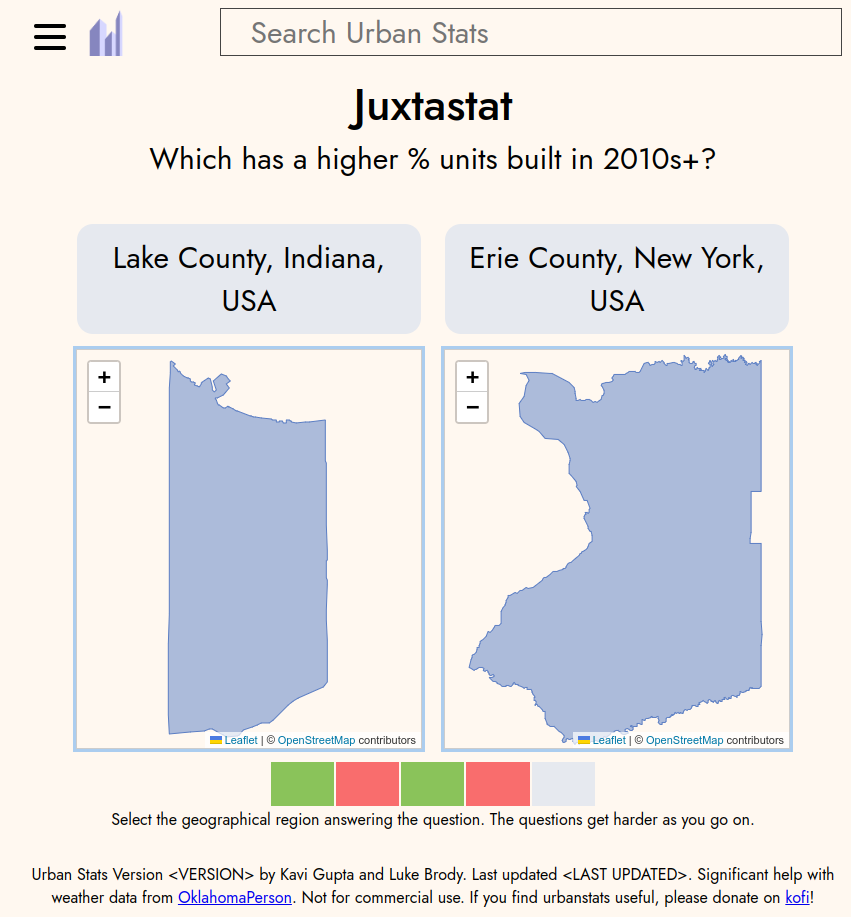 Search Urban Stats
Juxtastat
Which has a higher % units built in 2010s+?
Lake County, Indiana,
USA
Erie County, New York,
USA
+
−
+
−
Leaflet | © OpenStreetMap contributors
Leaflet | © OpenStreetMap contributors
Select the geographical region answering the question. The questions get harder as you go on.
Urban Stats Version <VERSION> by Kavi Gupta and Luke Brody. Last updated <LAST UPDATED>. Significant help with
weather data from OklahomaPerson. Not for commercial use. If you find urbanstats useful, please donate on kofi!